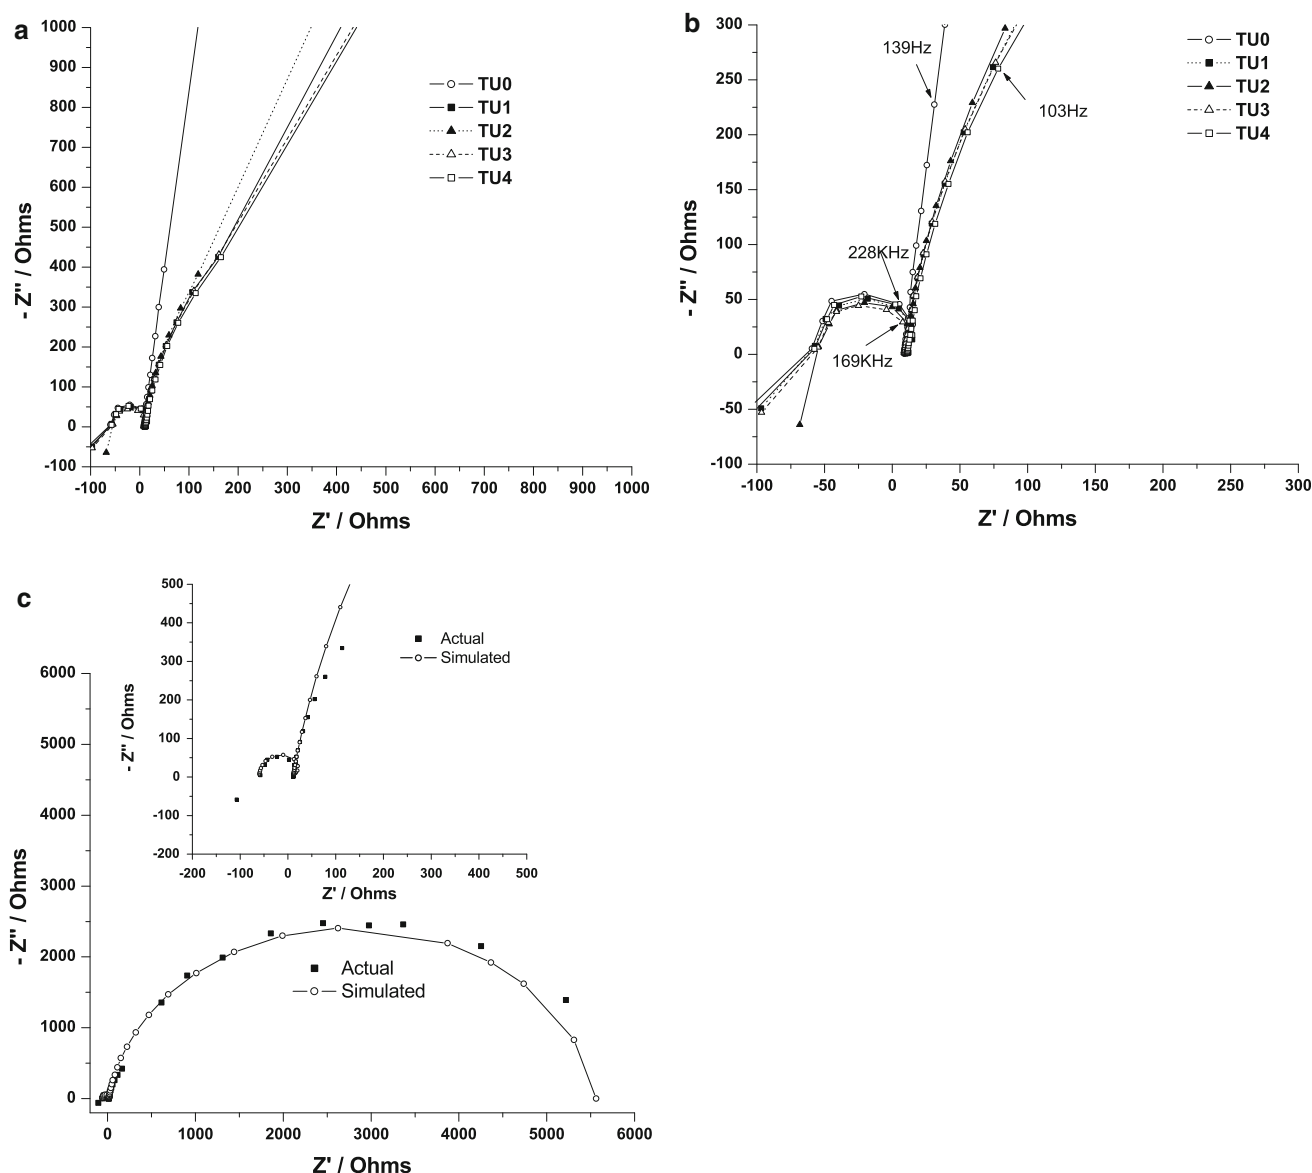 a
1000
900
800
700
600
500
400
300
200
100
0
-100
- Z" / Ohms
TU0
TU1
TU2
TU3
TU4
-100 0 100 200 300 400 500 600 700 800 900 1000
Z' / Ohms
b
300
250
200
150
100
50
0
-50
-100
- Z" / Ohms
139Hz
103Hz
228KHz
169KHz
TU0
TU1
TU2
TU3
TU4
-100 -50 0 50 100 150 200 250 300
Z' / Ohms
c
500
400
300
200
100
0
-100
-200
- Z" / Ohms
Actual
Simulated
-200 -100 0 100 200 300 400 500
Z' / Ohms
6000
5000
4000
3000
2000
1000
0
- Z" / Ohms
Actual
Simulated
0 1000 2000 3000 4000 5000 6000
Z' / Ohms